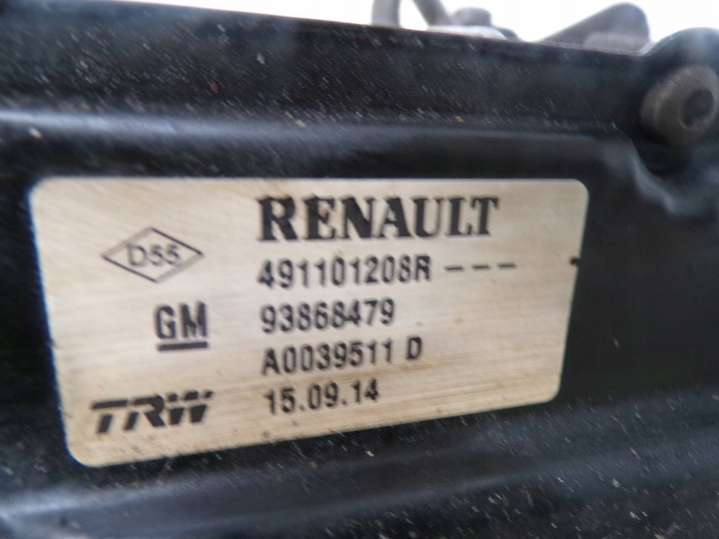 RENAULT
D55 491101208R ---
GM 93868479
A0039511 D
TRW 15.09.14